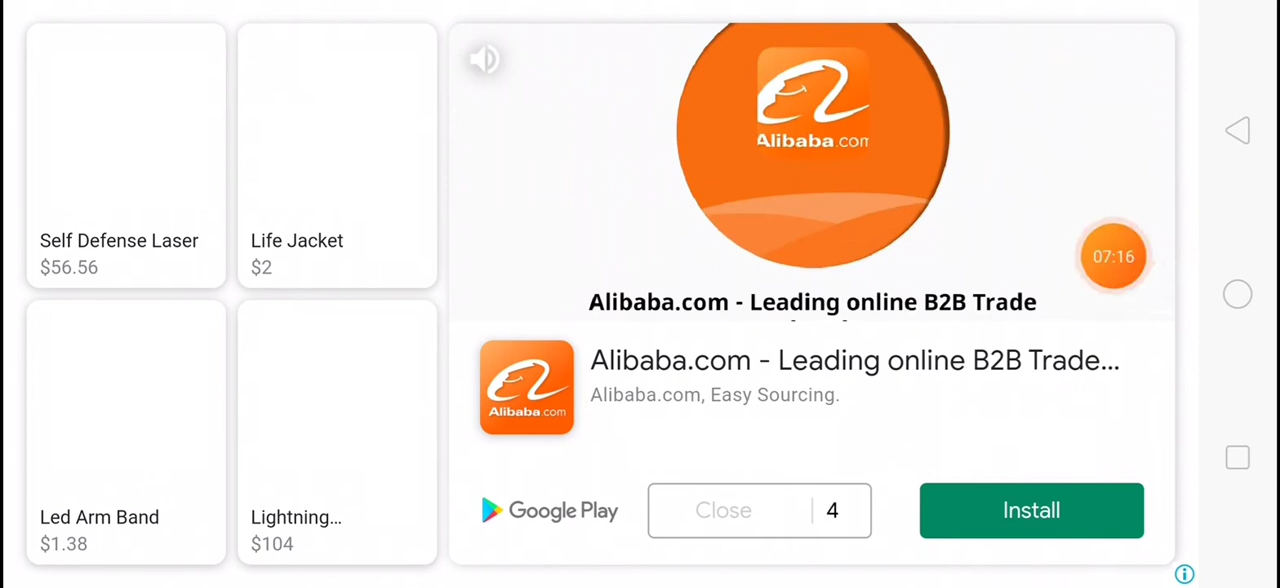 Self Defense Laser
$56.56
Life Jacket
$2
Led Arm Band
$1.38
Lightning...
$104
Alibaba.com
07:16
Alibaba.com - Leading online B2B Trade
Alibaba.com
Alibaba.com - Leading online B2B Trade...
Alibaba.com, Easy Sourcing.
Google Play
Close
4
Install